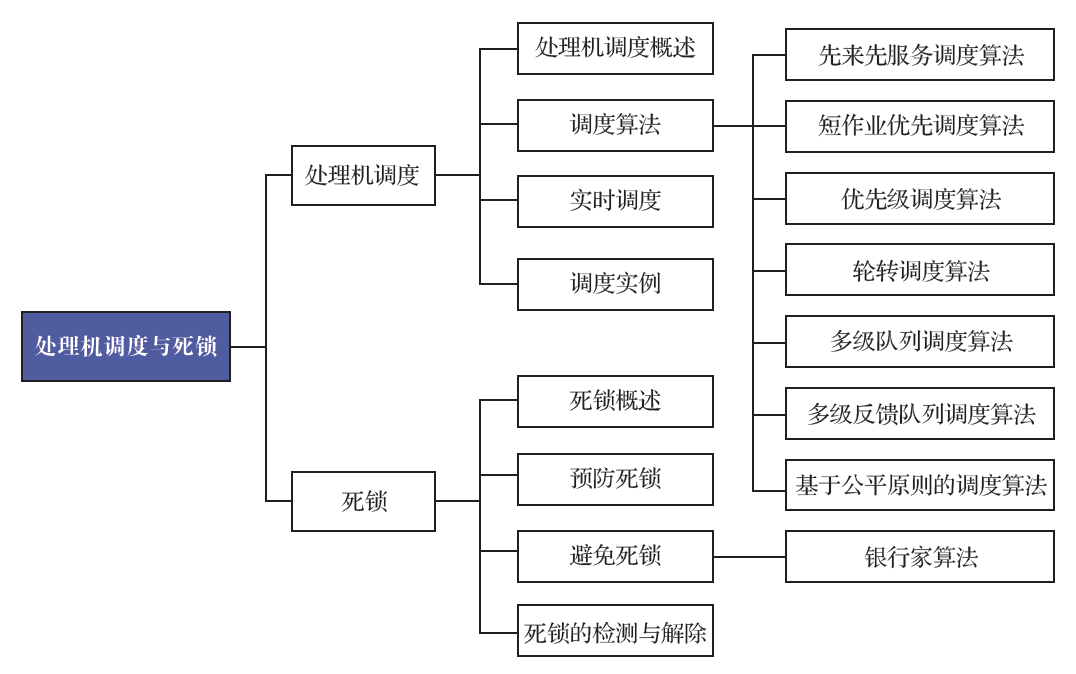 处理机调度与死锁
处理机调度
处理机调度概述
调度算法
先来先服务调度算法
短作业优先调度算法
优先级调度算法
轮转调度算法
多级队列调度算法
多级反馈队列调度算法
基于公平原则的调度算法
实时调度
调度实例
死锁
死锁概述
预防死锁
避免死锁
银行家算法
死锁的检测与解除